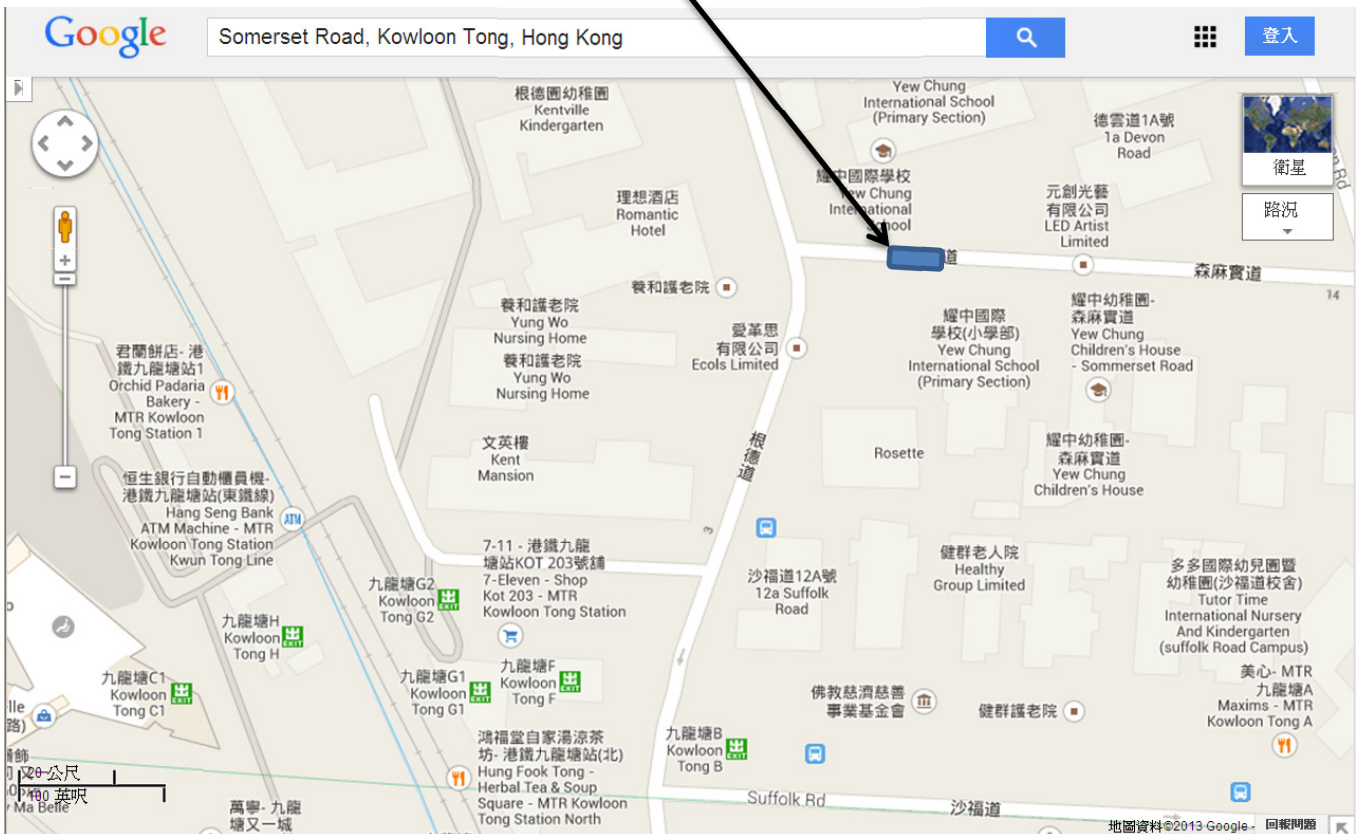 Google
Somerset Road, Kowloon Tong, Hong Kong
登入
根德園幼稚園
Kentville
Kindergarten
Yew Chung
International School
(Primary Section)
德雲道1A號
1a Devon
Road
衛星
路況
耀中國際學校
Yew Chung
International
School
理想酒店
Romantic
Hotel
元創光藝
有限公司
LED Artist
Limited
道
森麻實道
14
養和護老院
養和護老院
Yung Wo
Nursing Home
養和護老院
Yung Wo
Nursing Home
愛革思
有限公司
Ecols Limited
耀中國際
學校(小學部)
Yew Chung
International School
(Primary Section)
耀中幼稚園-
森麻實道
Yew Chung
Children's House
- Sommerset Road
君蘭餅店- 港
鐵九龍塘站1
Orchid Padaria
Bakery -
MTR Kowloon
Tong Station 1
文英樓
Kent
Mansion
根德道
Rosette
耀中幼稚園-
森麻實道
Yew Chung
Children's House
恒生銀行自動櫃員機-
港鐵九龍塘站(東鐵線)
Hang Seng Bank
ATM Machine - MTR
Kowloon Tong Station
Kwun Tong Line
ATM
3
7-11 - 港鐵九龍
塘站KOT 203號舖
7-Eleven - Shop
Kot 203 - MTR
Kowloon Tong Station
九龍塘G2
Kowloon
Tong G2
EXIT
沙福道12A號
12a Suffolk
Road
健群老人院
Healthy
Group Limited
多多國際幼兒園暨
幼稚園(沙福道校舍)
Tutor Time
International Nursery
And Kindergarten
(suffolk Road Campus)
九龍塘H
Kowloon
Tong H
EXIT
九龍塘C1
Kowloon
Tong C1
EXIT
九龍塘G1
Kowloon
Tong G1
EXIT
九龍塘F
Kowloon
Tong F
EXIT
佛教慈濟慈善
事業基金會
健群護老院
美心- MTR
九龍塘A
Maxims - MTR
Kowloon Tong A
鴻福堂自家湯涼茶
坊- 港鐵九龍塘站(北)
Hung Fook Tong -
Herbal Tea & Soup
Square - MTR Kowloon
Tong Station North
九龍塘B
Kowloon
Tong B
EXIT
20 公尺
100 英呎
Ma Belle
萬寧- 九龍
塘又一城
Suffolk Rd
沙福道
地圖資料©2013 Google -
回報問題